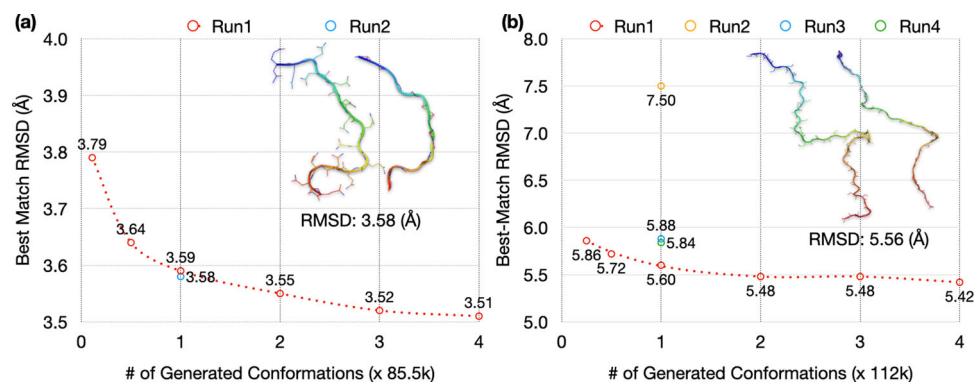 (a) Run1 Run2
4.0
3.9
3.8
3.7
3.6
3.5
Best Match RMSD (Å)
3.79
3.64
3.59
3.58
3.55
3.52
3.51
RMSD: 3.58 (Å)
0 1 2 3 4
# of Generated Conformations (x 85.5k)
(b) Run1 Run2 Run3 Run4
8.0
7.5
7.0
6.5
6.0
5.5
5.0
Best-Match RMSD (Å)
7.50
5.88
5.84
5.86
5.72
5.60
5.48
5.48
5.42
RMSD: 5.56 (Å)
0 1 2 3 4
# of Generated Conformations (x 112k)